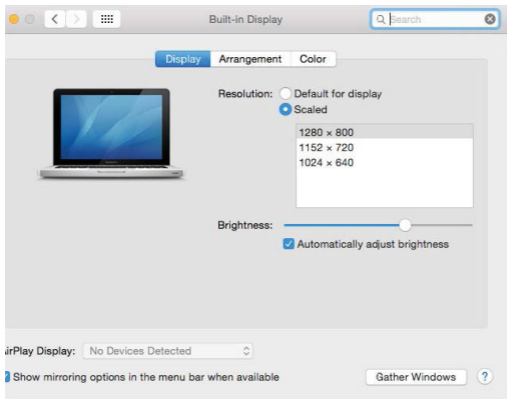 Built-in Display
Search
Display Arrangement Color
Resolution: Default for display
Scaled
1280 × 800
1152 × 720
1024 × 640
Brightness:
Automatically adjust brightness
AirPlay Display: No Devices Detected
Show mirroring options in the menu bar when available
Gather Windows ?